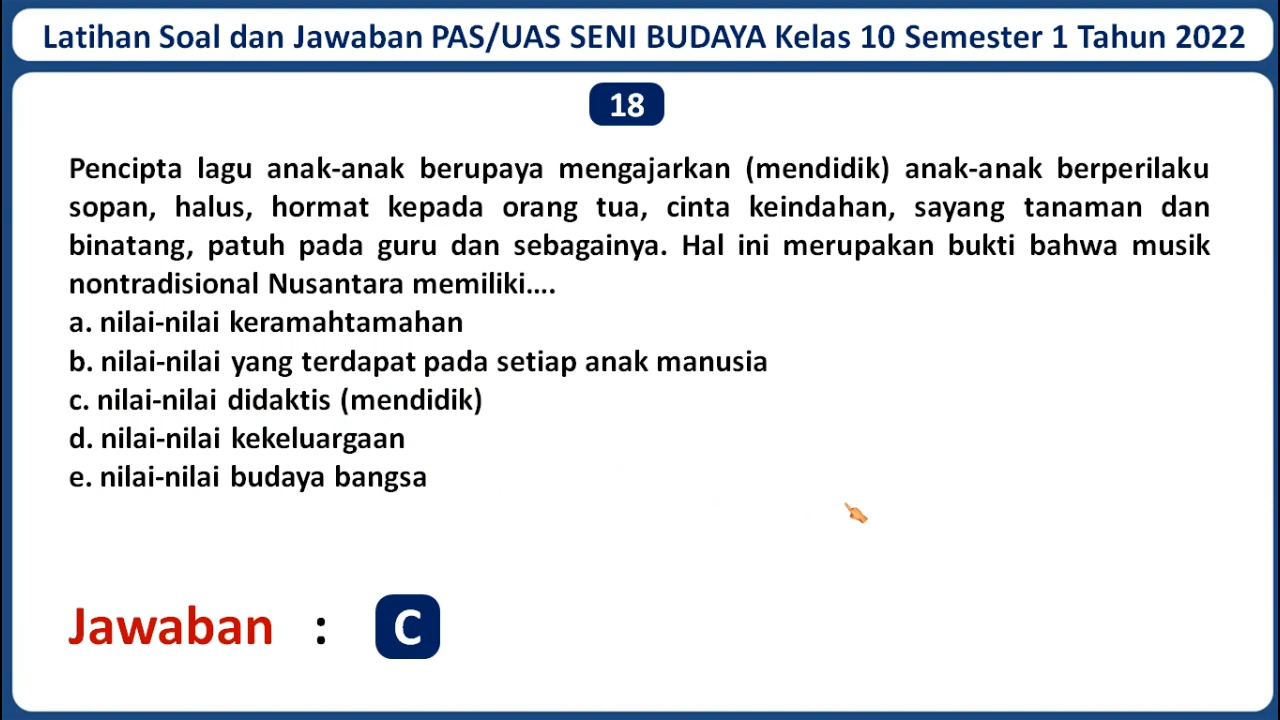 Latihan Soal dan Jawaban PAS/UAS SENI BUDAYA Kelas 10 Semester 1 Tahun 2022
18
Pencipta lagu anak-anak berupaya mengajarkan (mendidik) anak-anak berperilaku
sopan, halus, hormat kepada orang tua, cinta keindahan, sayang tanaman dan
binatang, patuh pada guru dan sebagainya. Hal ini merupakan bukti bahwa musik
nontradisional Nusantara memiliki....
a. nilai-nilai keramahtamahan
b. nilai-nilai yang terdapat pada setiap anak manusia
c. nilai-nilai didaktis (mendidik)
d. nilai-nilai kekeluargaan
e. nilai-nilai budaya bangsa
Jawaban : C